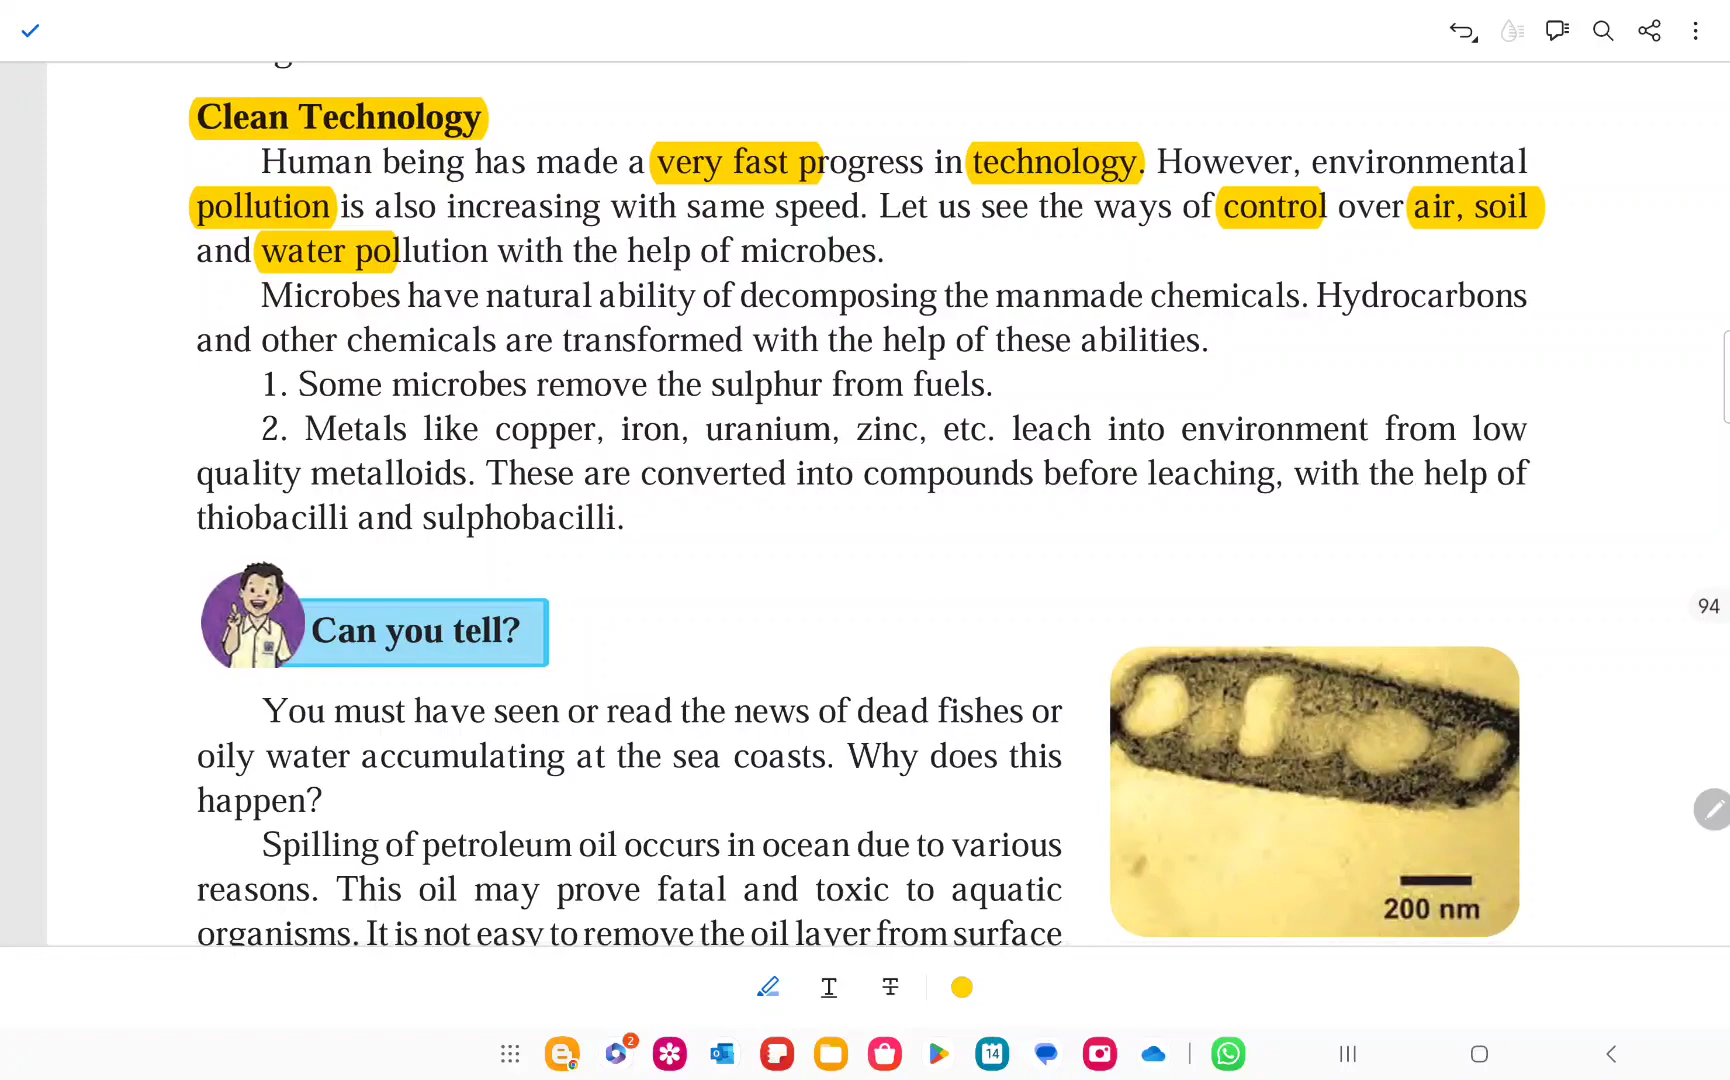 Clean Technology
Human being has made a very fast progress in technology. However, environmental
pollution is also increasing with same speed. Let us see the ways of control over air, soil
and water pollution with the help of microbes.
Microbes have natural ability of decomposing the manmade chemicals. Hydrocarbons
and other chemicals are transformed with the help of these abilities.
1. Some microbes remove the sulphur from fuels.
2. Metals like copper, iron, uranium, zinc, etc. leach into environment from low
quality metalloids. These are converted into compounds before leaching, with the help of
thiobacilli and sulphobacilli.
94
Can you tell?
You must have seen or read the news of dead fishes or
oily water accumulating at the sea coasts. Why does this
happen?
Spilling of petroleum oil occurs in ocean due to various
reasons. This oil may prove fatal and toxic to aquatic
organisms. It is not easy to remove the oil layer from surface
200 nm
2
14